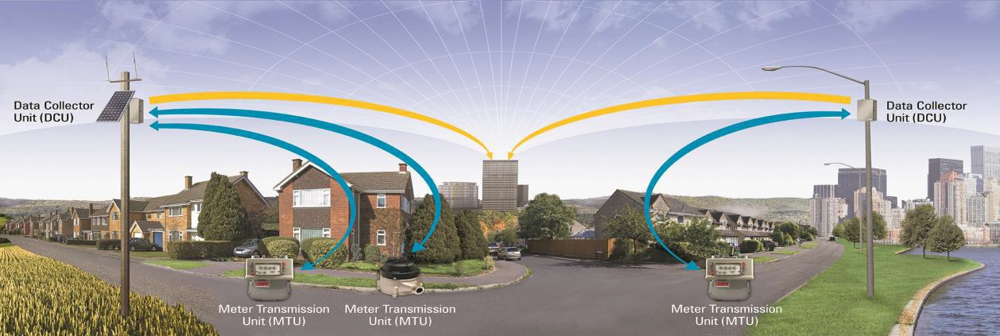 Data Collector
Unit (DCU)
Data Collector
Unit (DCU)
Meter Transmission
Unit (MTU)
Meter Transmission
Unit (MTU)
Meter Transmission
Unit (MTU)